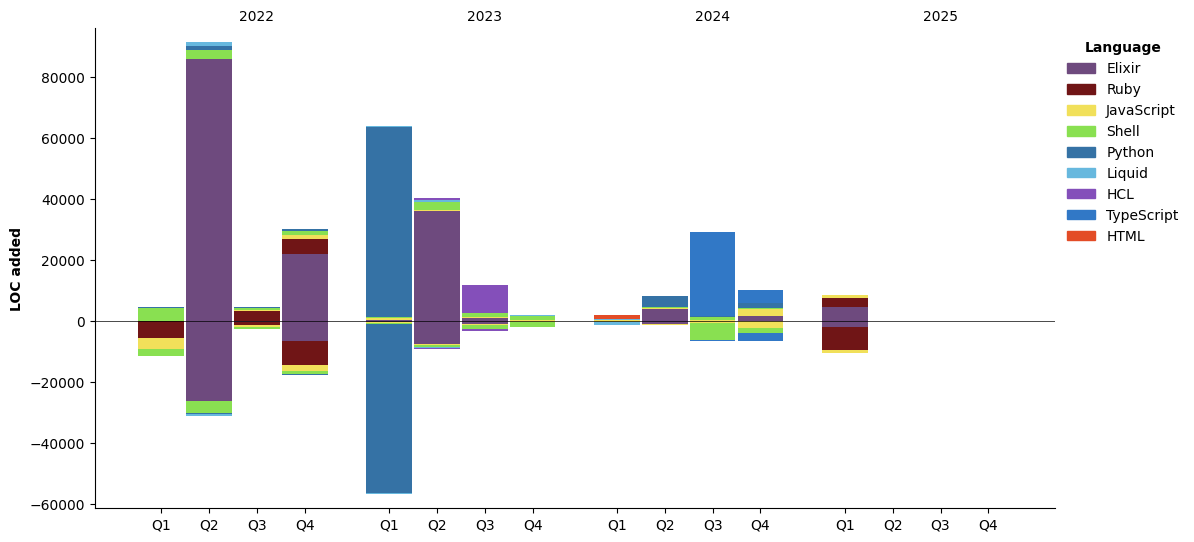 2022 2023 2024 2025
LOC added
80000
60000
40000
20000
0
−20000
−40000
−60000
Q1 Q2 Q3 Q4 Q1 Q2 Q3 Q4 Q1 Q2 Q3 Q4 Q1 Q2 Q3 Q4
Language
Elixir
Ruby
JavaScript
Shell
Python
Liquid
HCL
TypeScript
HTML